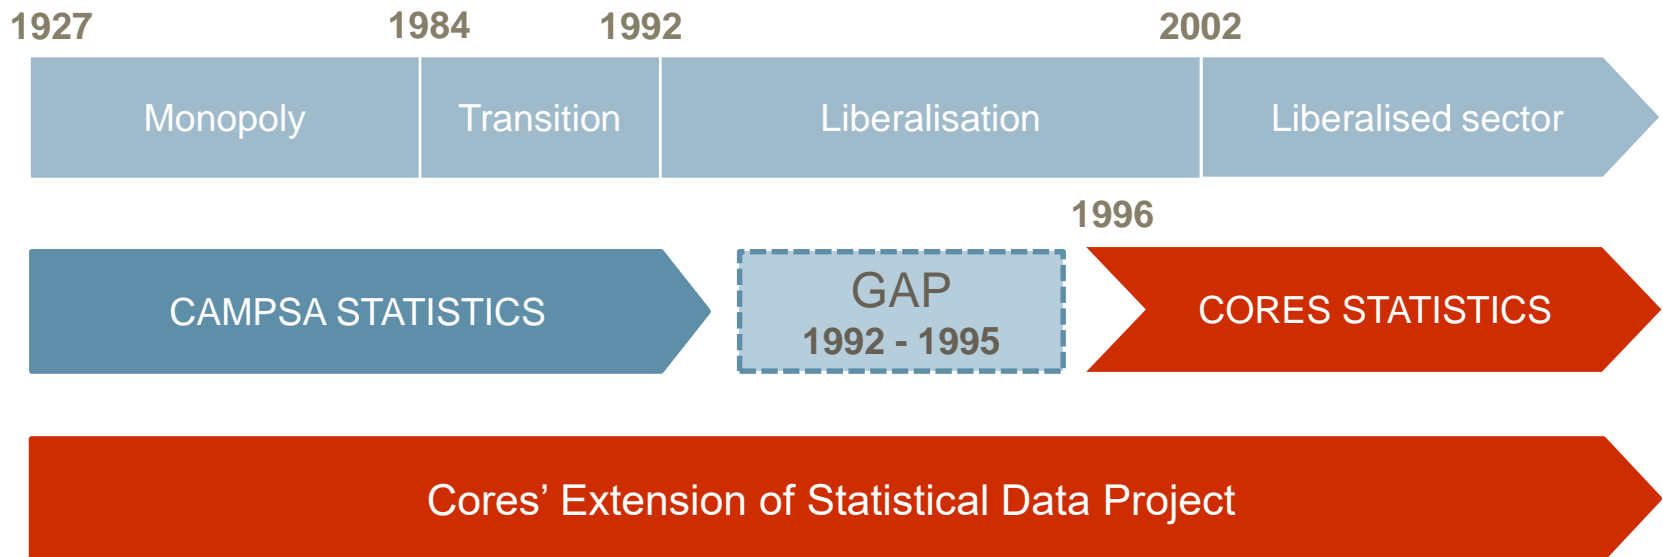 1927 1984 1992 2002
Monopoly Transition Liberalisation Liberalised sector
1996
CAMPSA STATISTICS
GAP
1992 - 1995
CORES STATISTICS
Cores’ Extension of Statistical Data Project